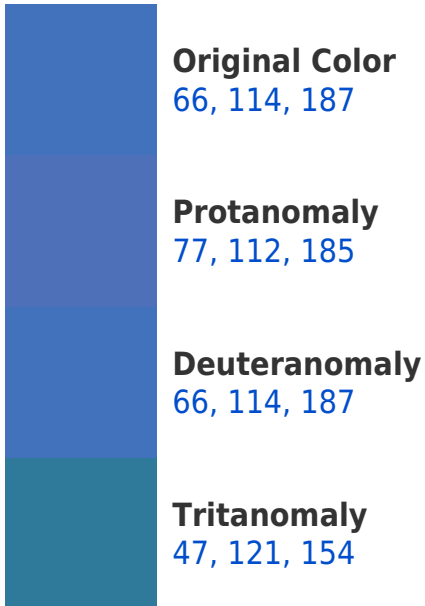 Original Color
66, 114, 187
Protanomaly
77, 112, 185
Deuteranomaly
66, 114, 187
Tritanomaly
47, 121, 154